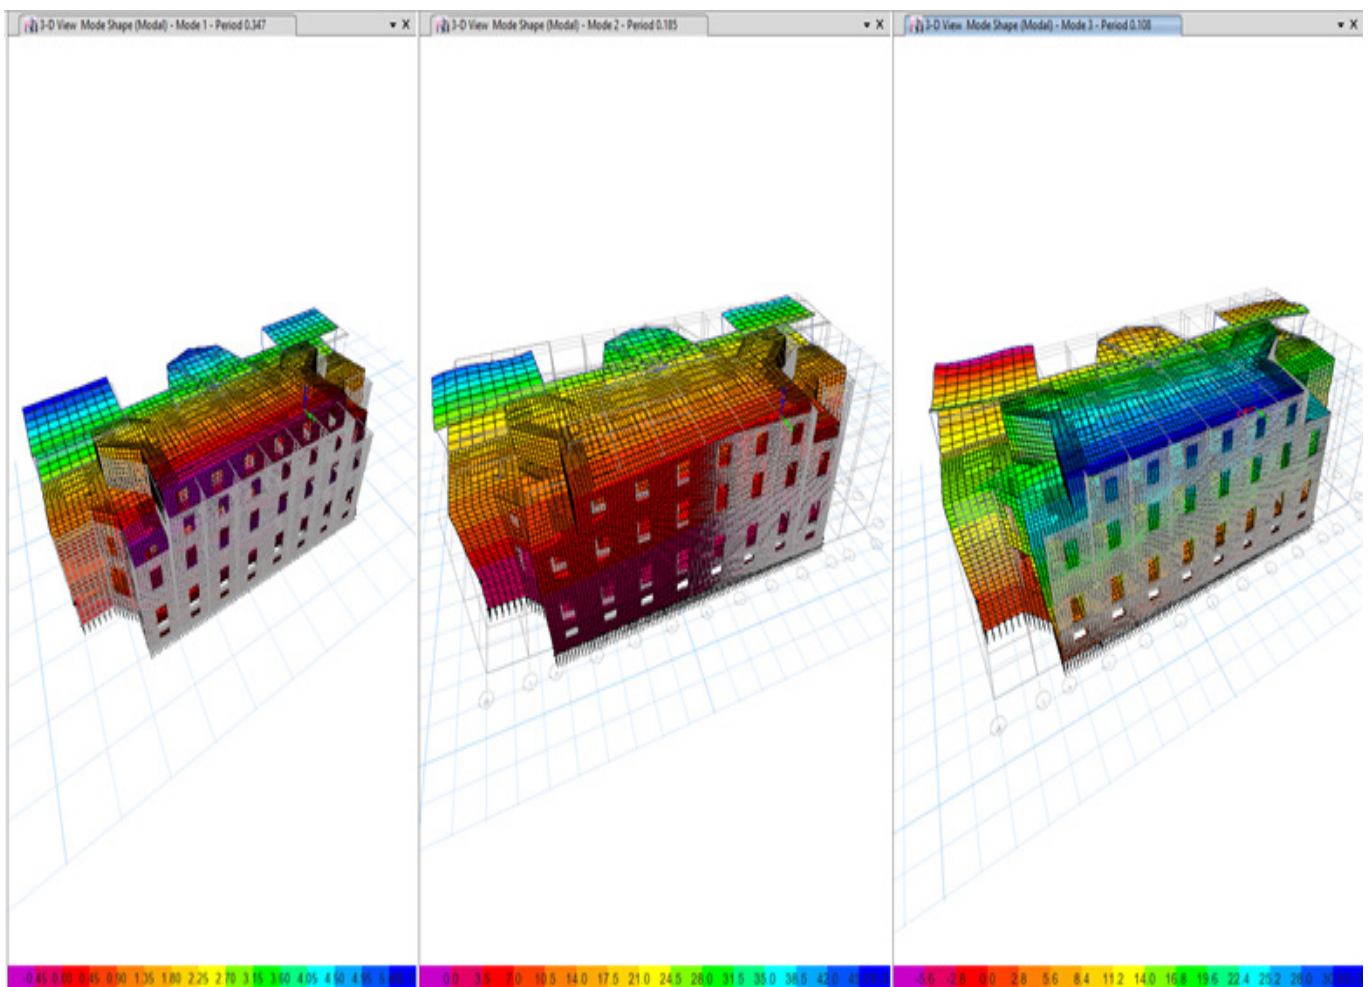 3-D View Mode Shape (Modal) - Mode 1 - Period 0.347
X
3-D View Mode Shape (Modal) - Mode 2 - Period 0.185
X
3-D View Mode Shape (Modal) - Mode 3 - Period 0.108
X
-0.45 0.00 0.45 0.90 1.35 1.80 2.25 2.70 3.15 3.60 4.05 4.50 4.95
0.0 3.5 7.0 10.5 14.0 17.5 21.0 24.5 28.0 31.5 35.0 38.5 42.0
-5.6 -2.8 0.0 2.8 5.6 8.4 11.2 14.0 16.8 19.6 22.4 25.2 28.0